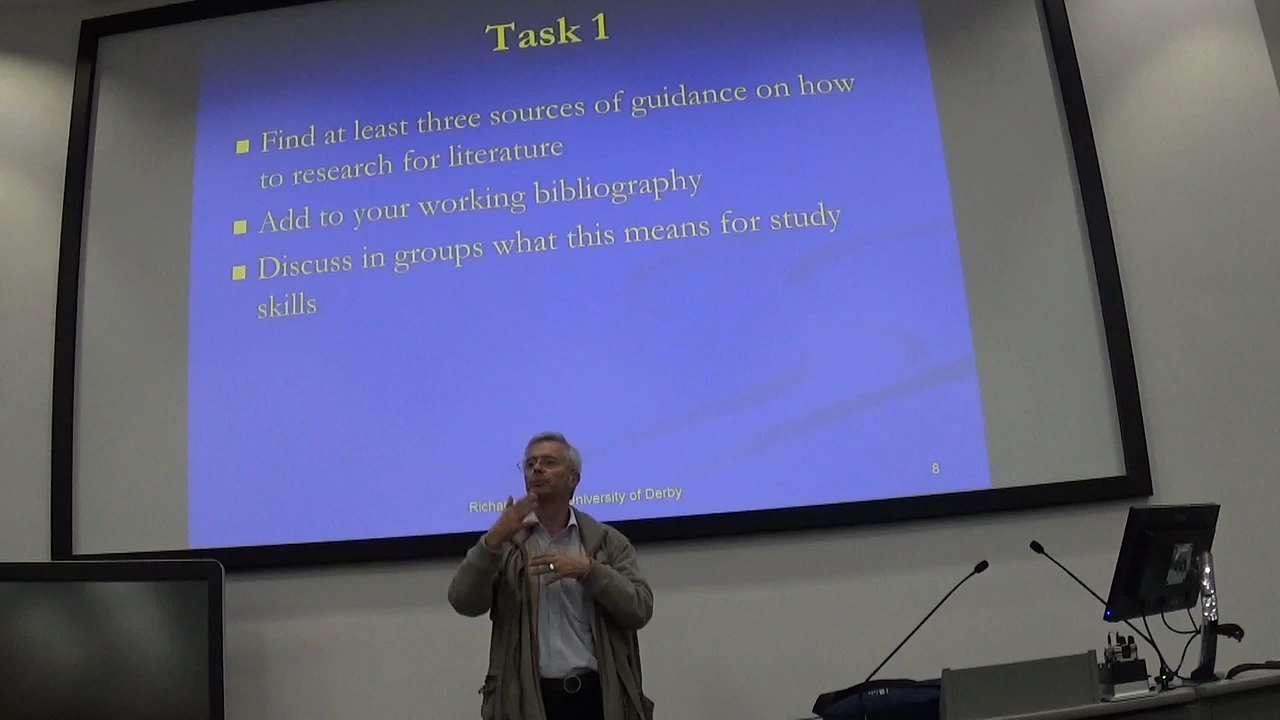 Task 1
Find at least three sources of guidance on how
to research for literature
Add to your working bibliography
Discuss in groups what this means for study
skills
8
University of Derby